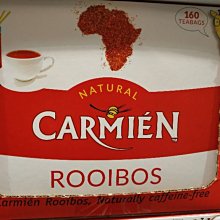 160
TEABAGS
NATURAL
CARMIÉN
ROOIBOS
Carmién Rooibos, Naturally caffeine-free